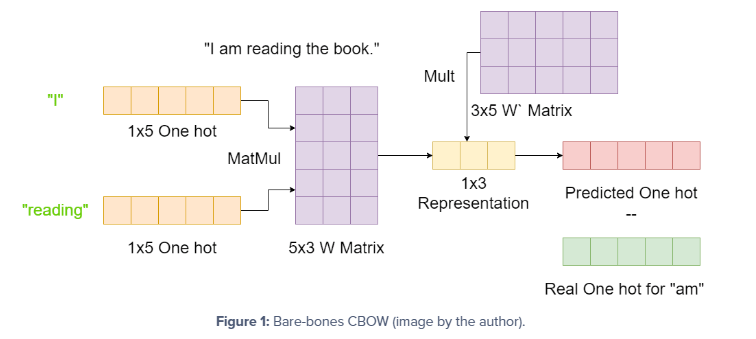 "I am reading the book."
Mult
"I"
3x5 W` Matrix
1x5 One hot
MatMul
1x3
Representation
Predicted One hot
--
"reading"
1x5 One hot
5x3 W Matrix
Real One hot for "am"
Figure 1: Bare-bones CBOW (image by the author).